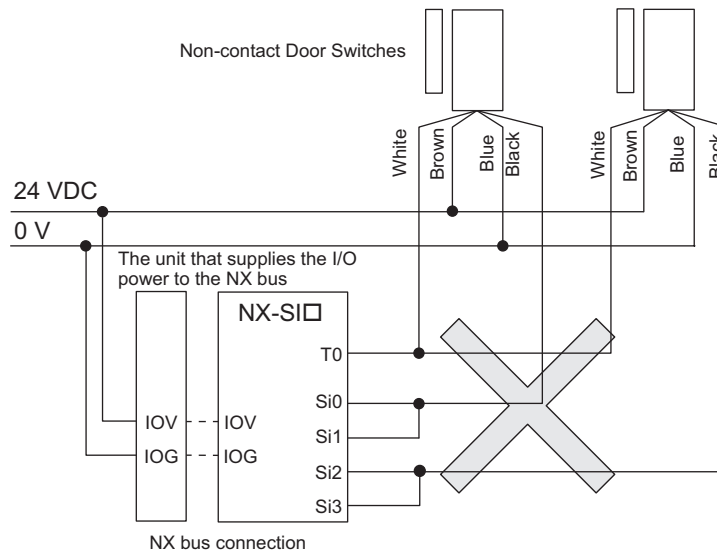 Non-contact Door Switches
White
Brown
Blue
Black
White
Brown
Blue
Black
24 VDC
0 V
The unit that supplies the I/O
power to the NX bus
NX-SI□
T0
Si0
Si1
Si2
Si3
IOV
IOV
IOG
IOG
NX bus connection